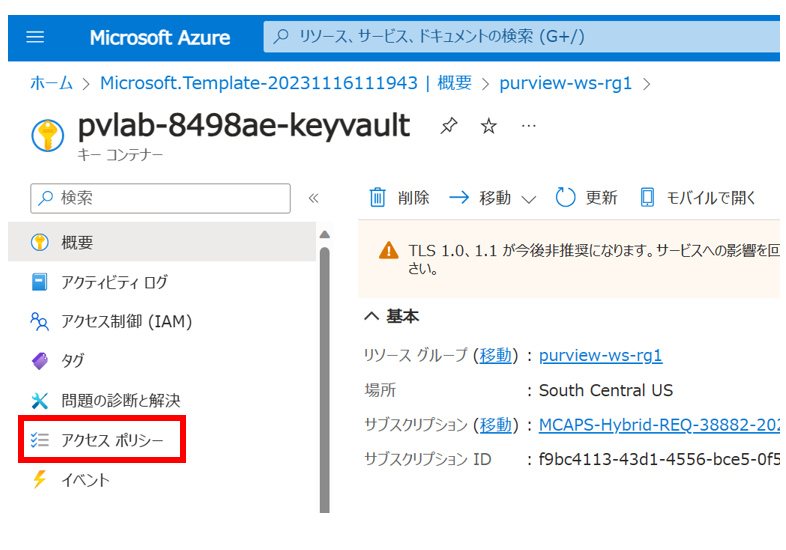 Microsoft Azure
リソース、サービス、ドキュメントの検索 (G+/)
ホーム > Microsoft.Template-20231116111943 | 概要 > purview-ws-rg1 >
pvlab-8498ae-keyvault
キー コンテナー
検索
削除 移動 更新 モバイルで開く
概要
アクティビティ ログ
アクセス制御 (IAM)
タグ
問題の診断と解決
アクセス ポリシー
イベント
TLS 1.0、1.1 が今後非推奨になります。サービスへの影響を回
さい。
基本
リソース グループ (移動) : purview-ws-rg1
場所 : South Central US
サブスクリプション (移動) : MCAPS-Hybrid-REQ-38882-202
サブスクリプション ID : f9bc4113-43d1-4556-bce5-0f5